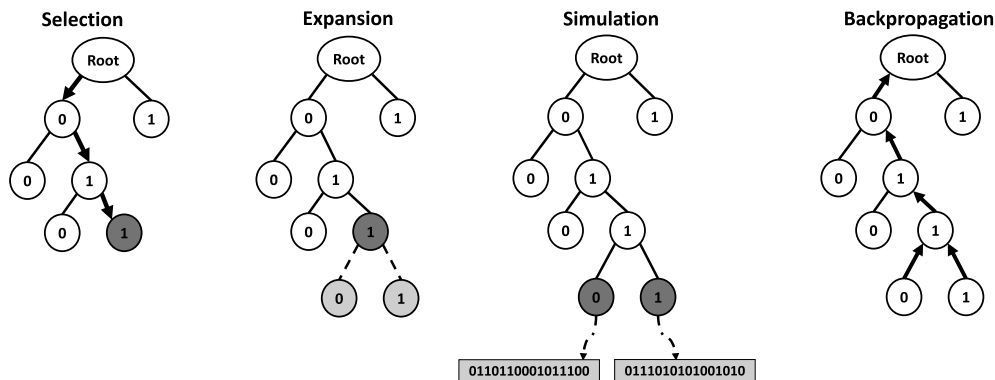 Selection Expansion Simulation Backpropagation
Root Root Root Root
0 1 0 1 0 1 0 1
0 1 0 1 0 1 0 1
0 1 0 1 0 1 0 1
0 1 0 1 0 1
0110110001011100 0111010101001010